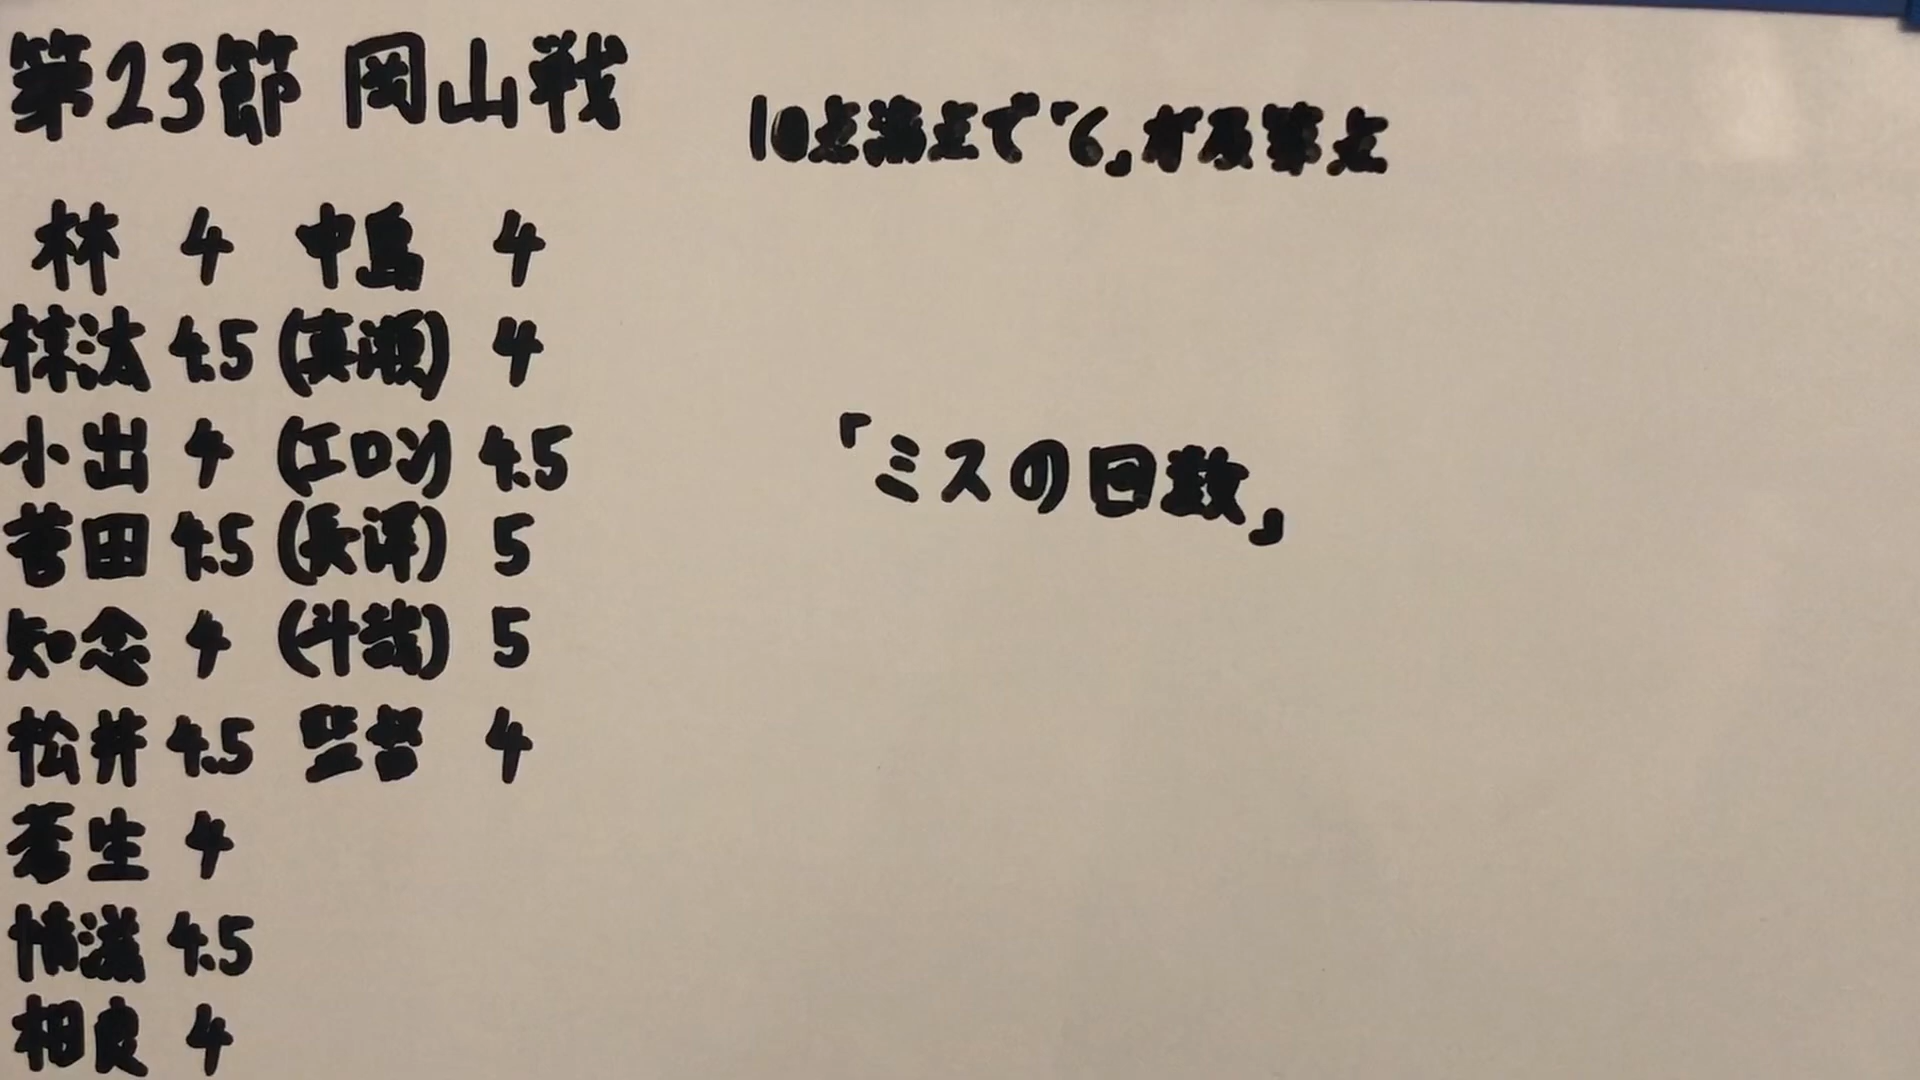 第23節 岡山戦
10点満点で「6」が及第点
林 4 中島 4
椋汰 4.5 (真瀬) 4
小出 4 (エロン) 4.5
菅田 4.5 (長澤) 5
知念 4 (斗哉) 5
松井 4.5 監督 4
蒼生 4
情滋 4.5
相良 4
「ミスの回数」